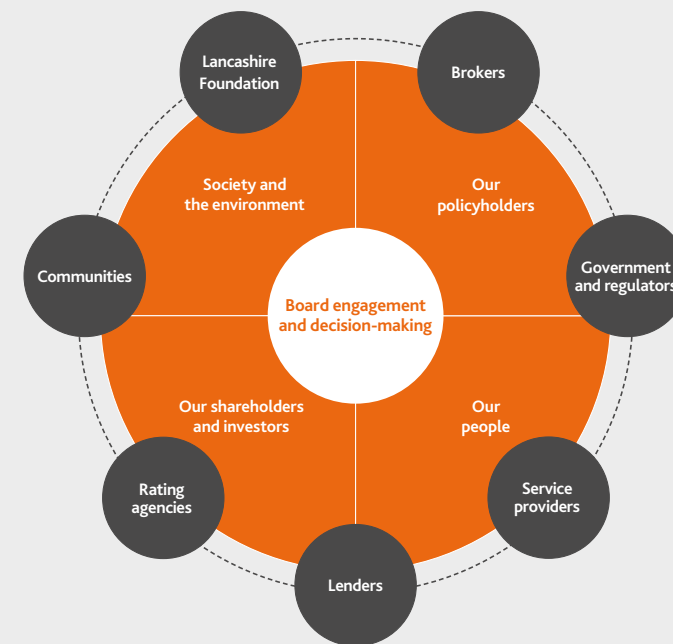 Lancashire
Foundation
Brokers
Society and
the environment
Our
policyholders
Communities
Government
and regulators
Board engagement
and decision-making
Our shareholders
and investors
Our
people
Rating
agencies
Service
providers
Lenders